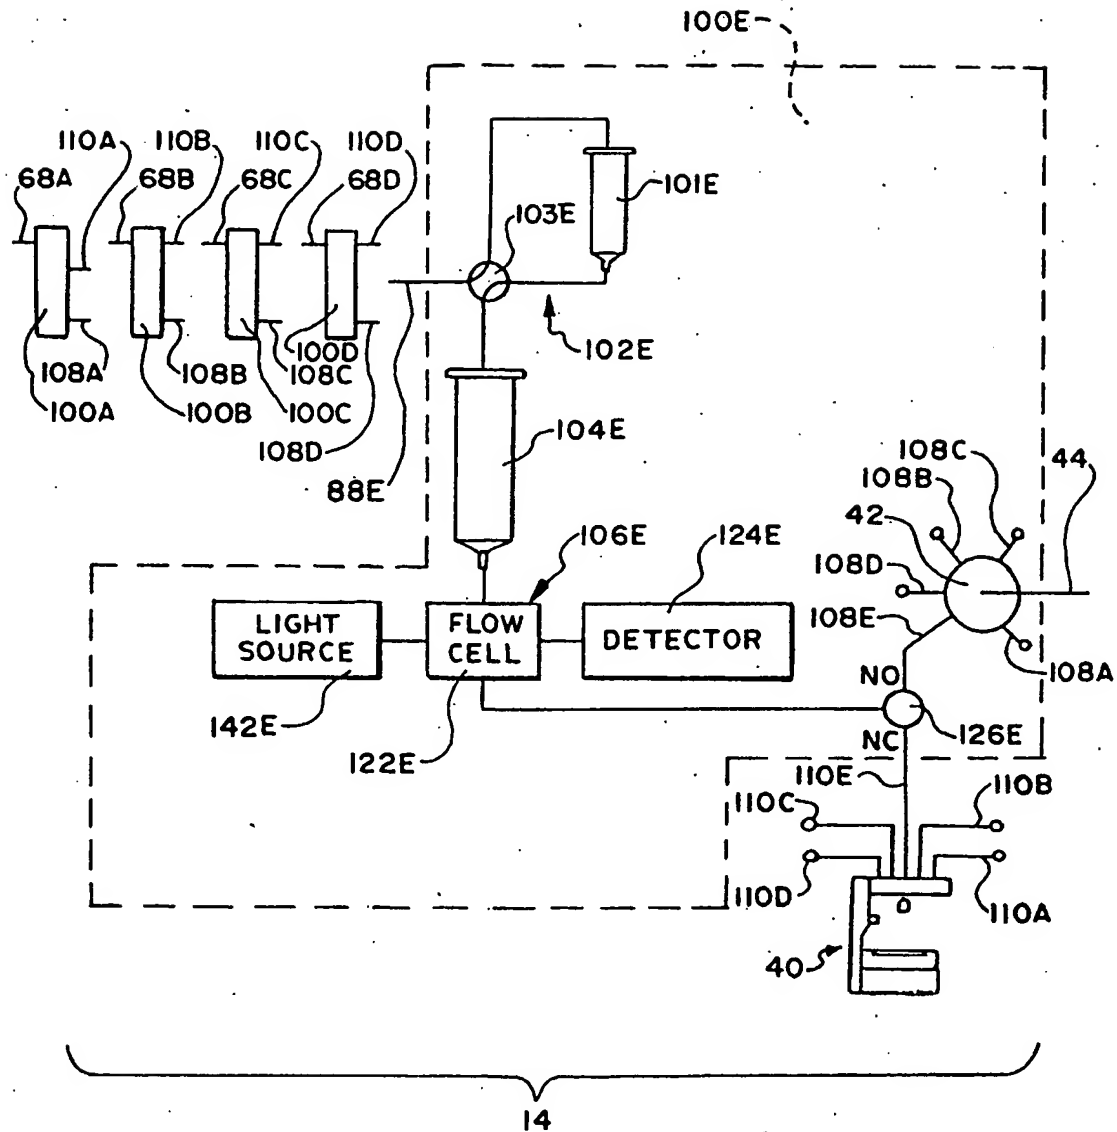 100E
110A 110B 110C 110D
68A 68B 68C 68D
101E
103E
102E
108A 108B 108C 100D
100A 100B 100C
108D
88E
104E
108C
108B
44
42
106E 124E
108D
LIGHT SOURCE
FLOW CELL
DETECTOR
108E
108A
NO
142E
126E
122E
NC
110E
110C 110B
110D 110A
40
14